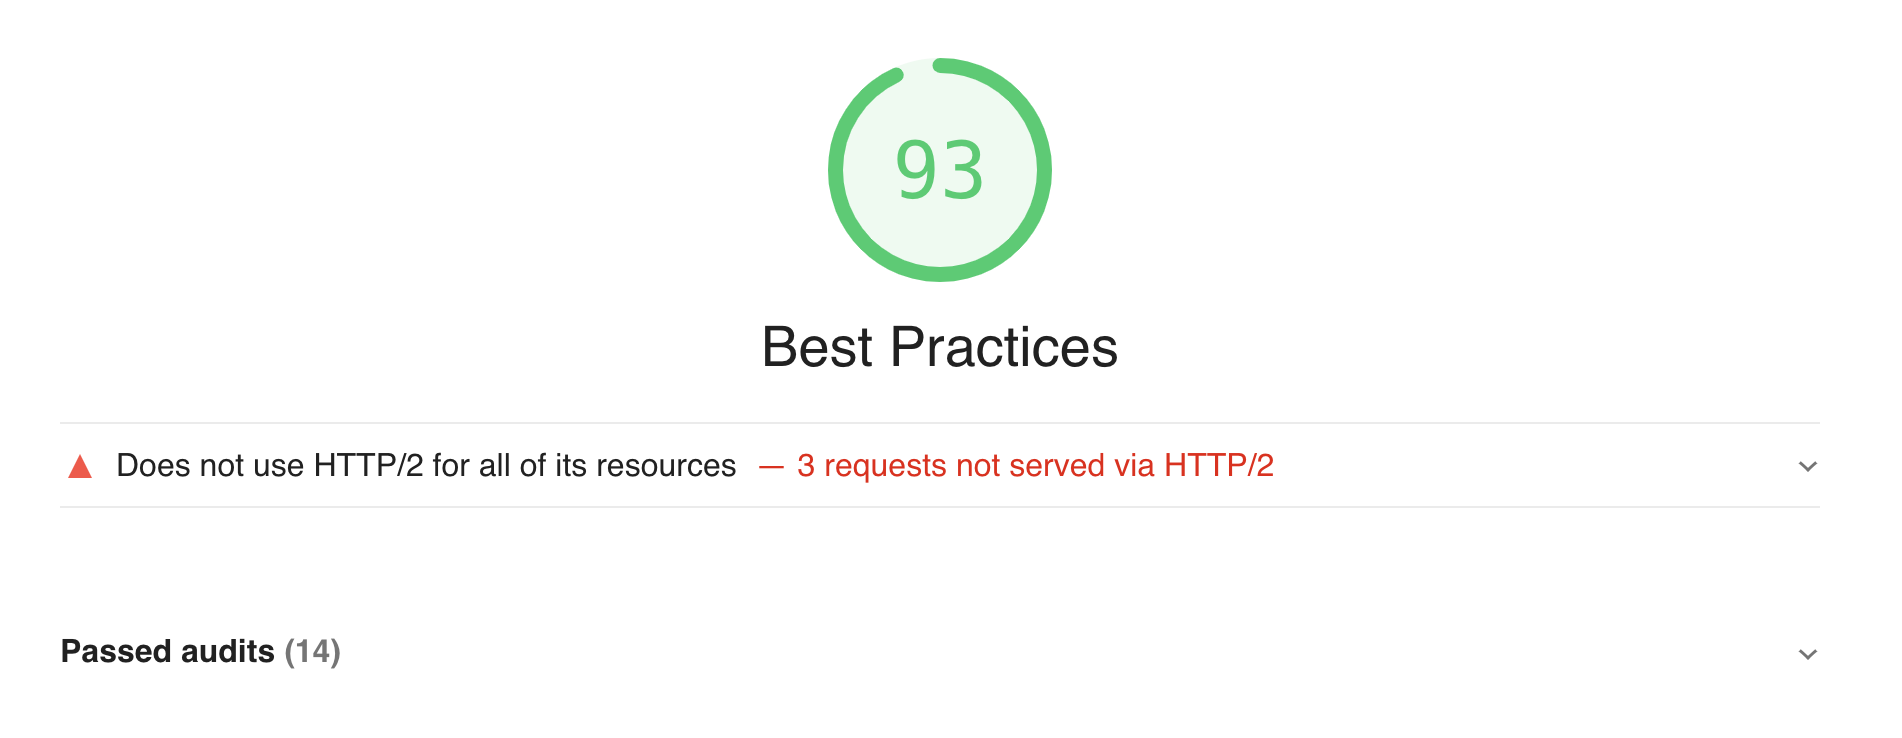 93
Best Practices
Does not use HTTP/2 for all of its resources — 3 requests not served via HTTP/2
Passed audits (14)